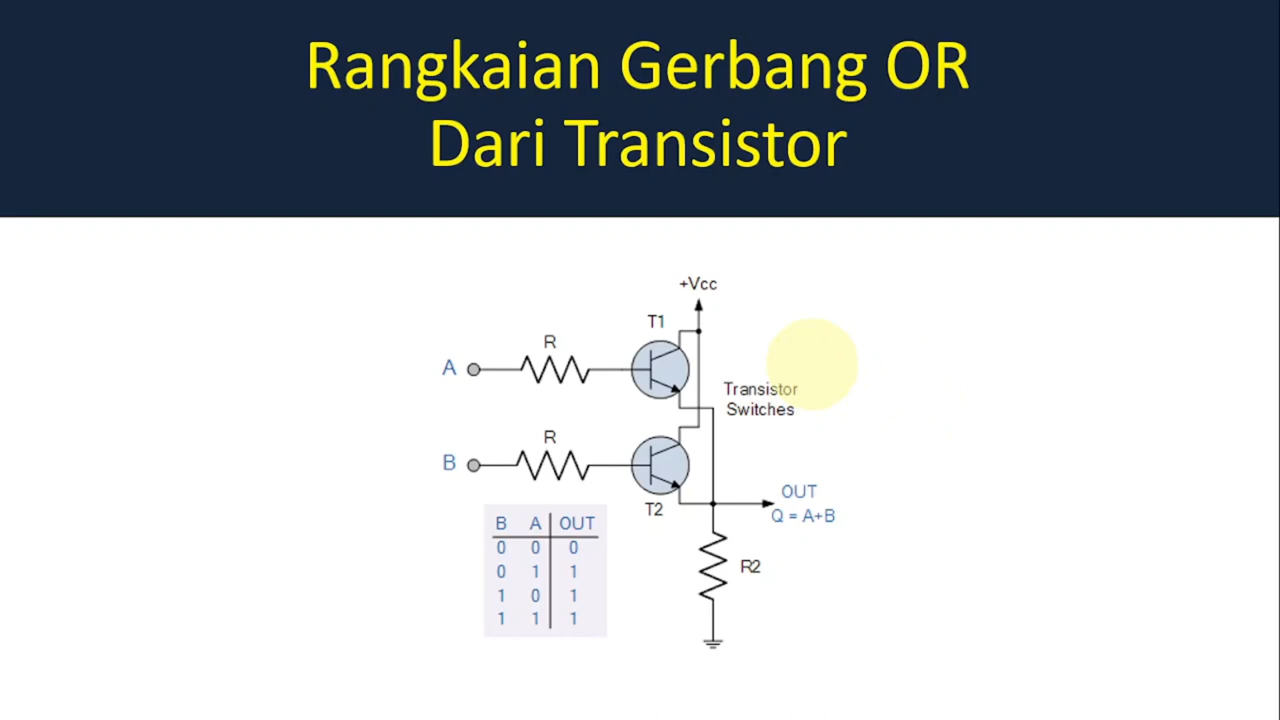 Rangkaian Gerbang OR
Dari Transistor
+Vcc
T1
R
A
Transistor
Switches
R
B
T2
OUT
Q = A+B
B A OUT
0 0 0
0 1 1
1 0 1
1 1 1
R2